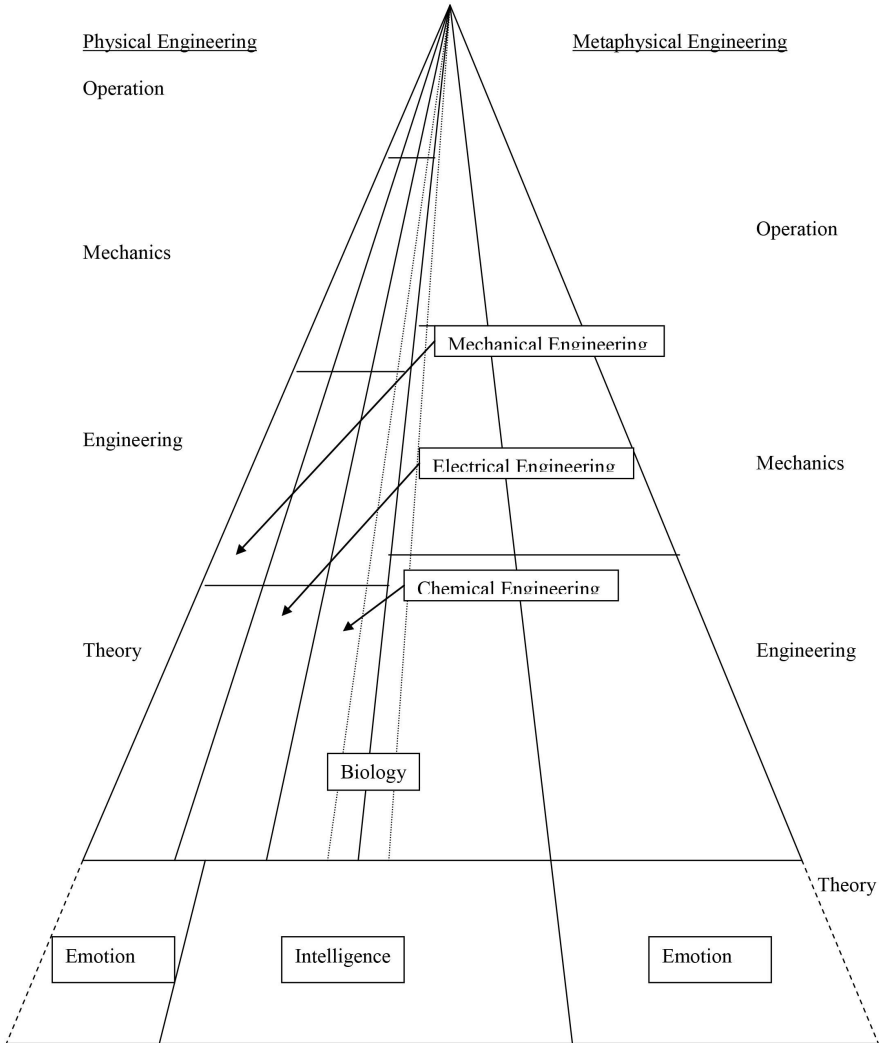 Physical Engineering
Metaphysical Engineering
Operation
Operation
Mechanics
Mechanical Engineering
Engineering
Electrical Engineering
Mechanics
Chemical Engineering
Theory
Engineering
Biology
Theory
Emotion
Intelligence
Emotion